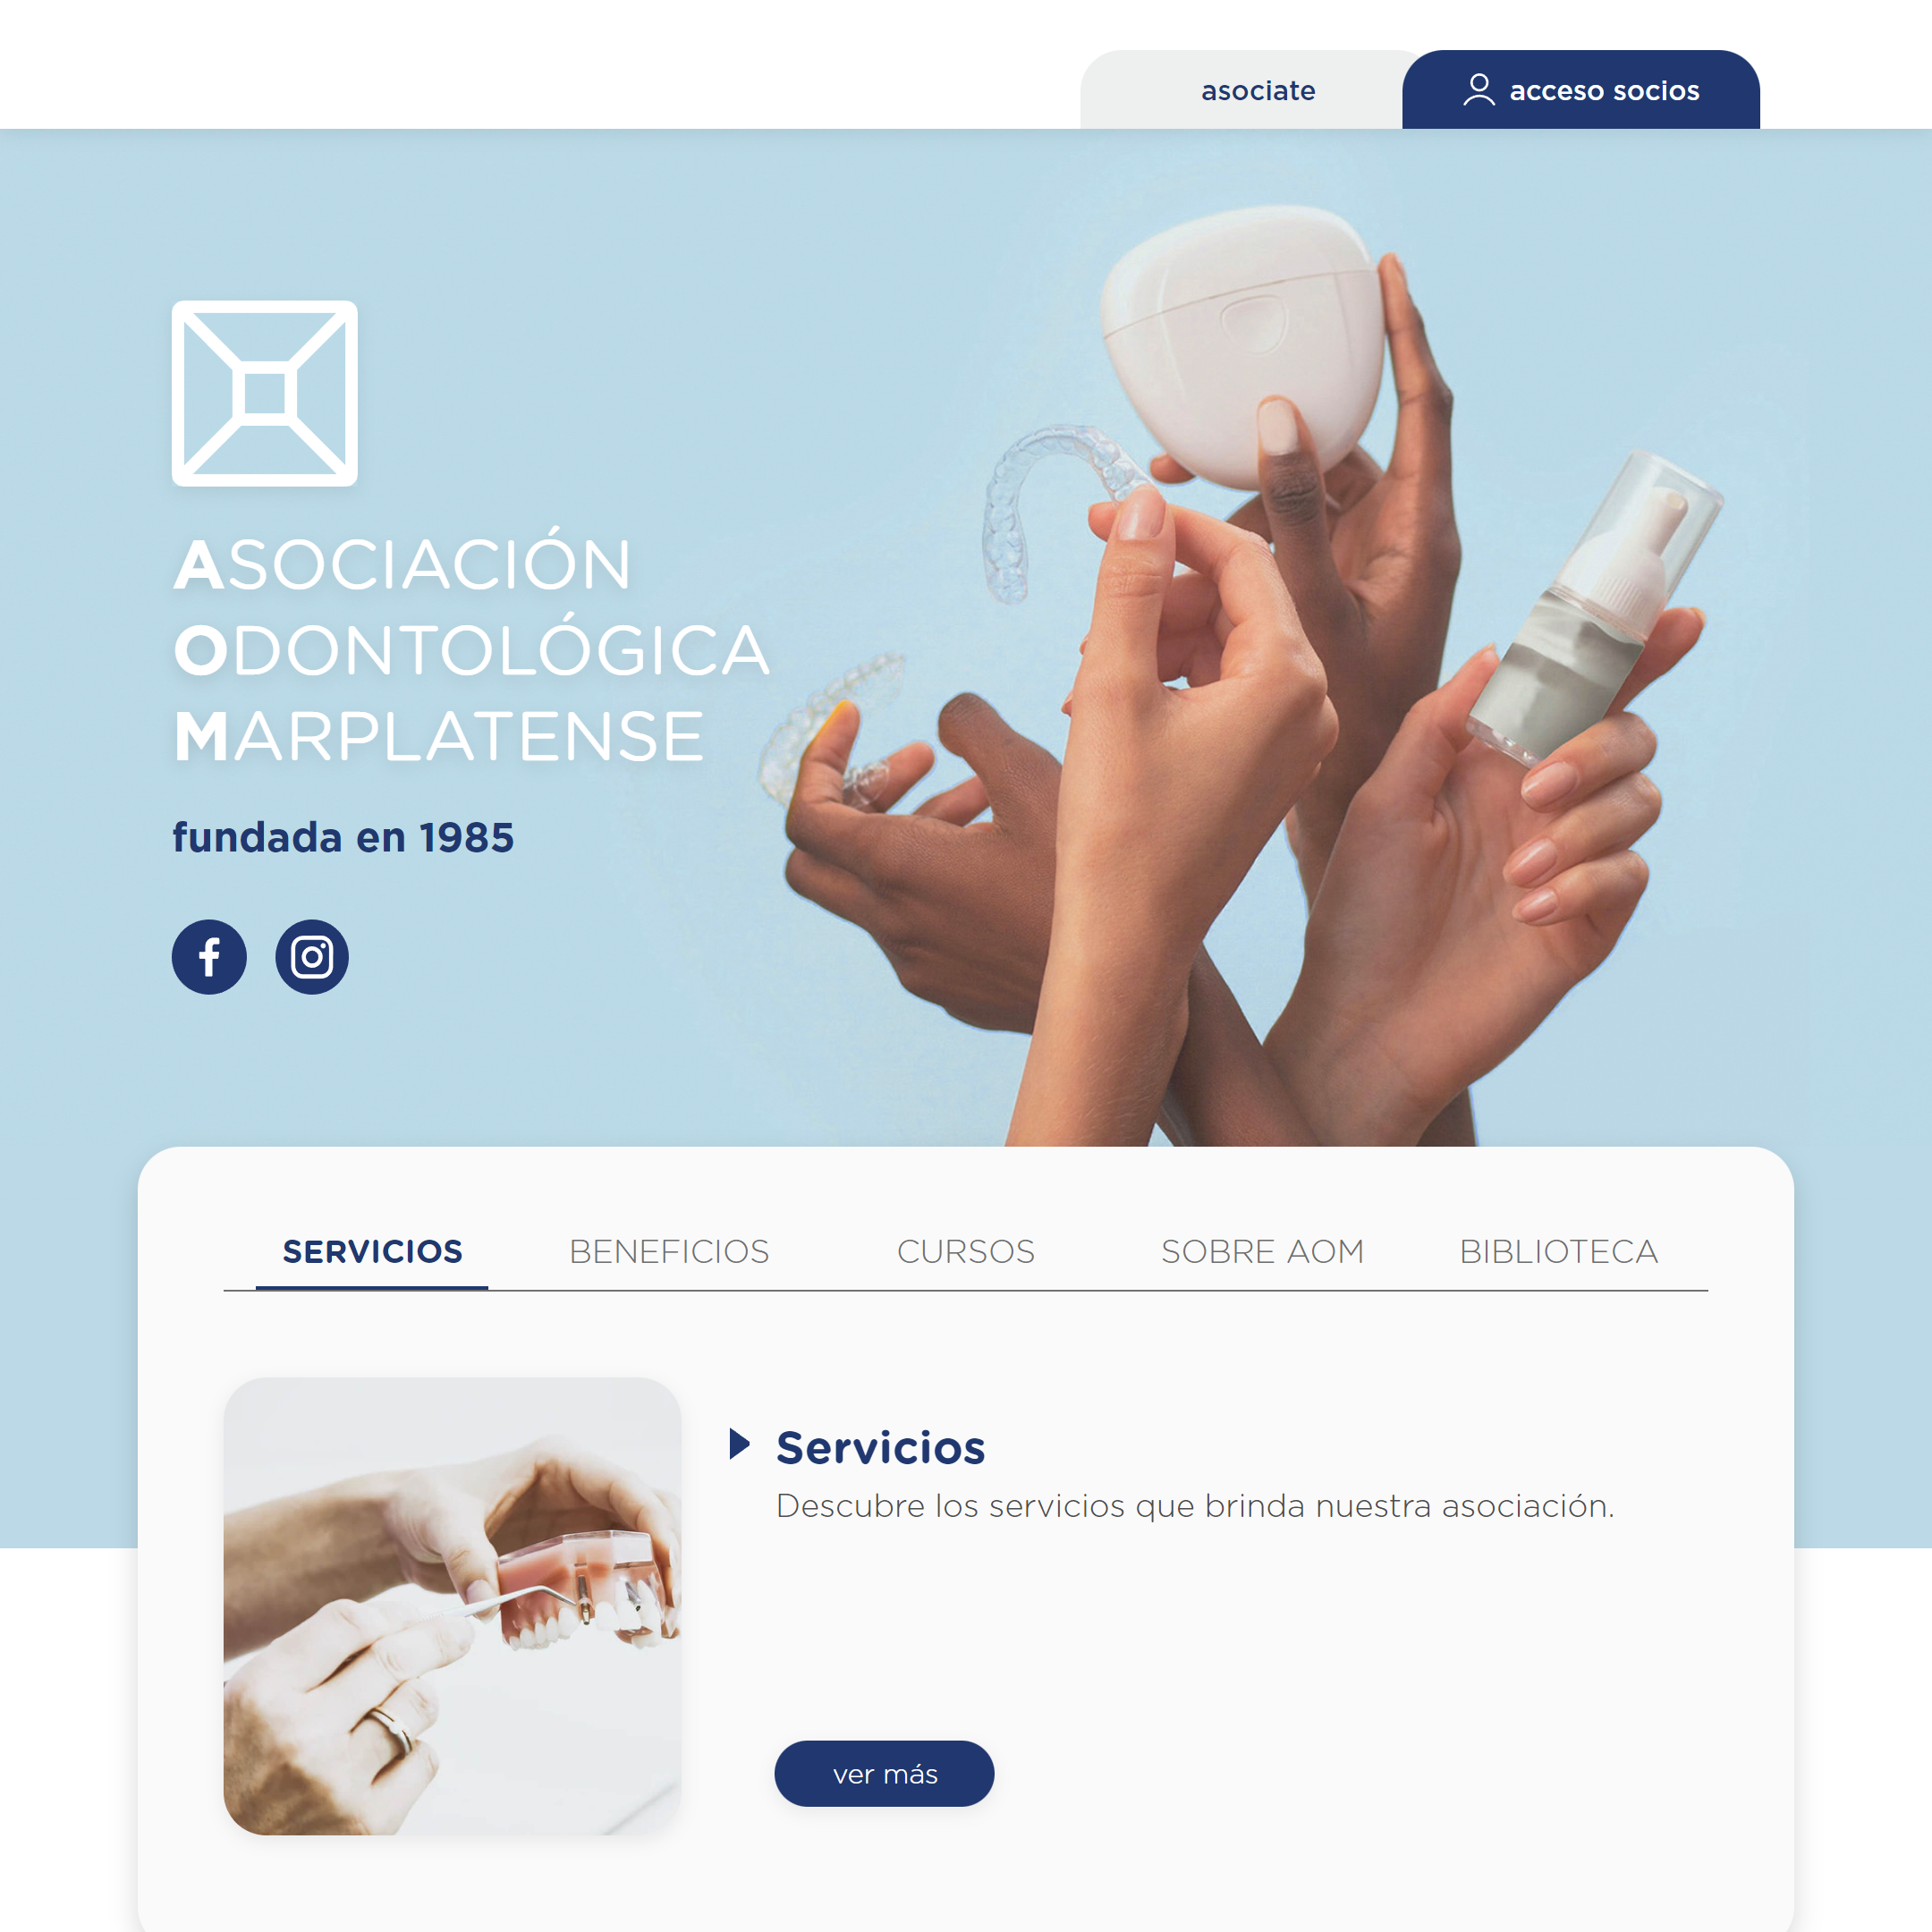 asociate
acceso socios
ASOCIACIÓN
ODONTOLÓGICA
MARPLATENSE
fundada en 1985
SERVICIOS
BENEFICIOS
CURSOS
SOBRE AOM
BIBLIOTECA
Servicios
Descubre los servicios que brinda nuestra asociación.
ver más